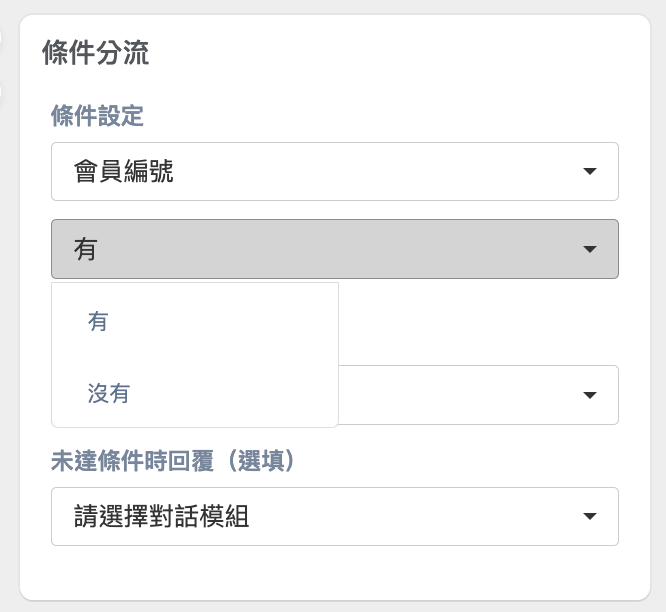 條件分流
條件設定
會員編號
有
有
沒有
未達條件時回覆（選填）
請選擇對話模組